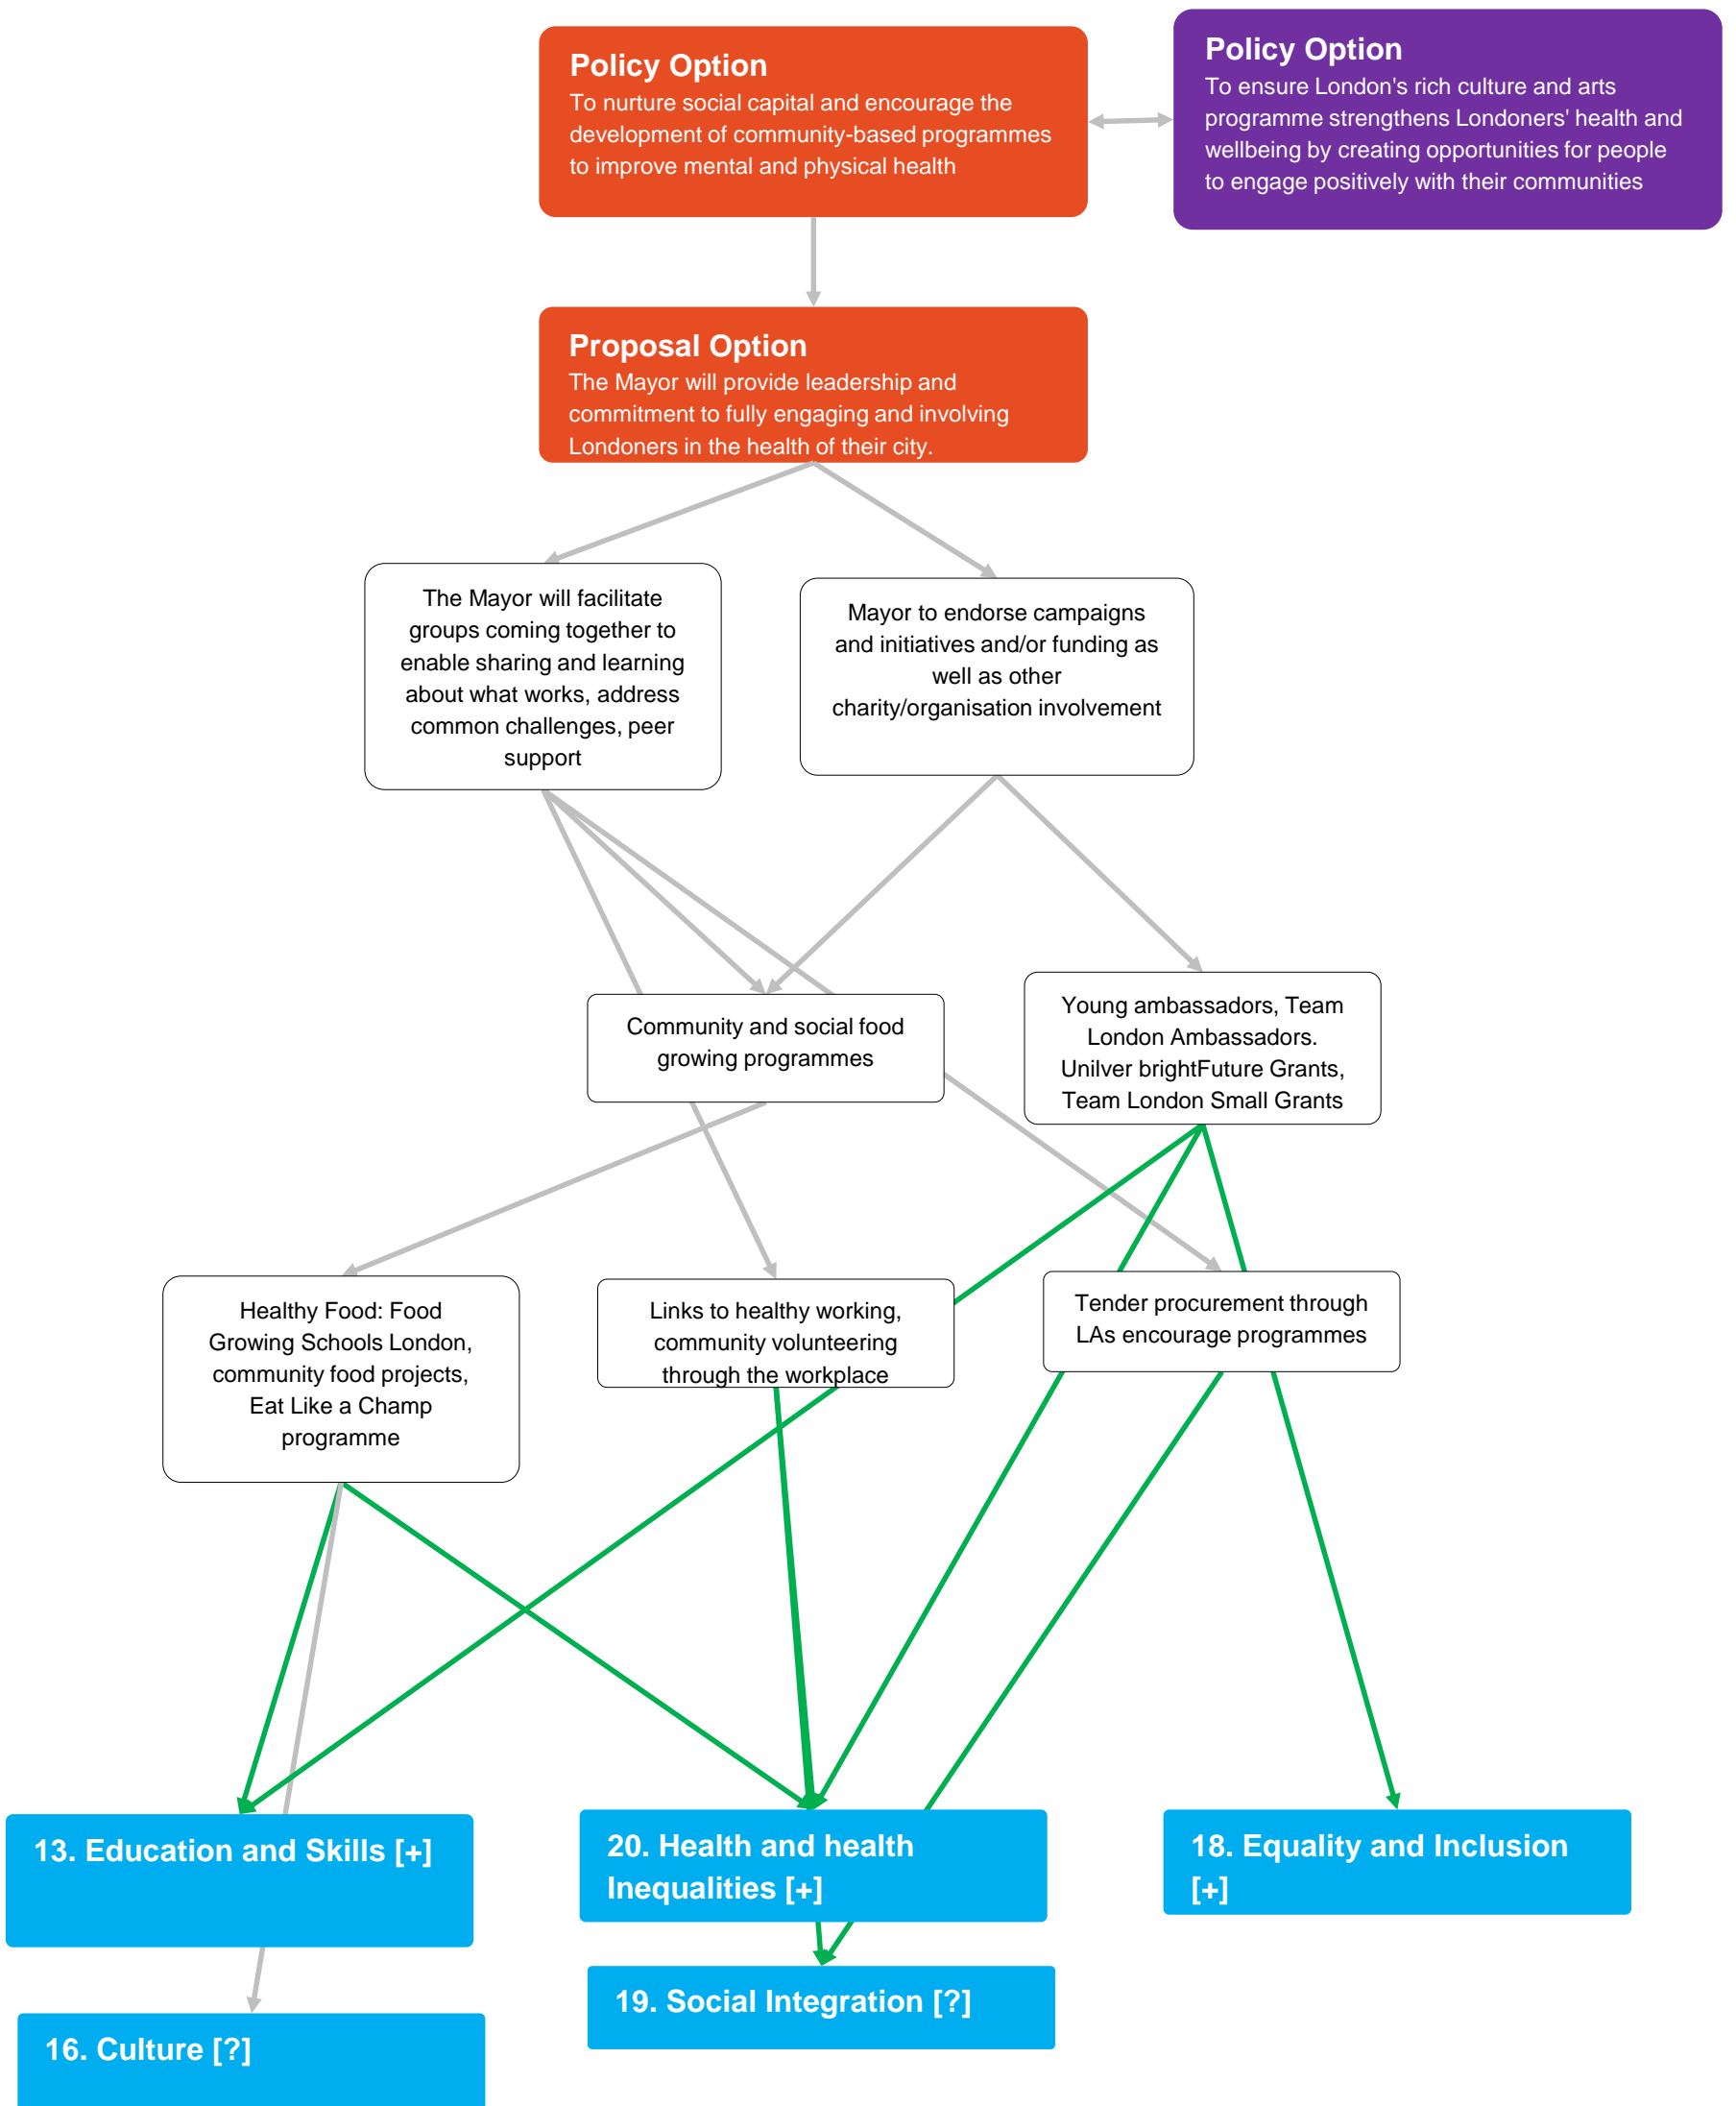 Policy Option
To nurture social capital and encourage the
development of community-based programmes
to improve mental and physical health
Policy Option
To ensure London's rich culture and arts
programme strengthens Londoners' health and
wellbeing by creating opportunities for people
to engage positively with their communities
Proposal Option
The Mayor will provide leadership and
commitment to fully engaging and involving
Londoners in the health of their city.
The Mayor will facilitate
groups coming together to
enable sharing and learning
about what works, address
common challenges, peer
support
Mayor to endorse campaigns
and initiatives and/or funding as
well as other
charity/organisation involvement
Community and social food
growing programmes
Young ambassadors, Team
London Ambassadors.
Unilver brightFuture Grants,
Team London Small Grants
Healthy Food: Food
Growing Schools London,
community food projects,
Eat Like a Champ
programme
Links to healthy working,
community volunteering
through the workplace
Tender procurement through
LAs encourage programmes
13. Education and Skills [+]
20. Health and health
Inequalities [+]
18. Equality and Inclusion
[+]
19. Social Integration [?]
16. Culture [?]